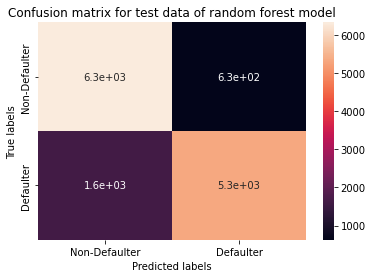 Confusion matrix for test data of random forest model
Non-Defaulter
6.3e+03
6.3e+02
True labels
Defaulter
1.6e+03
5.3e+03
Non-Defaulter
Defaulter
Predicted labels
6000
5000
4000
3000
2000
1000